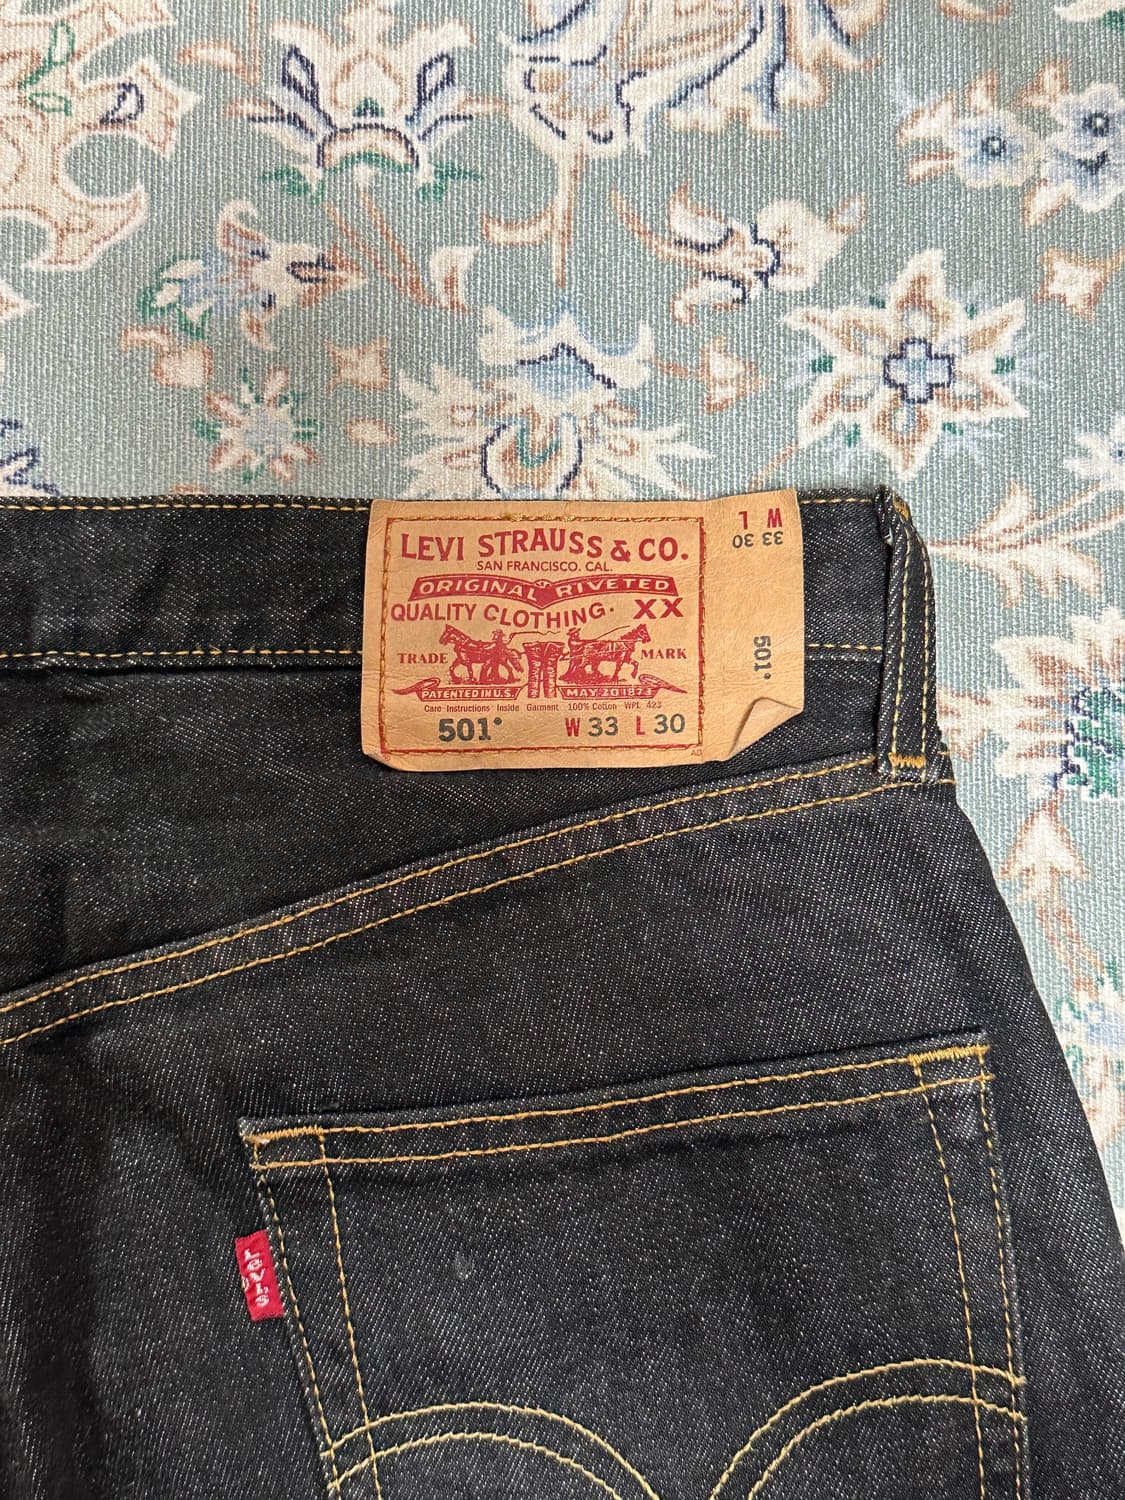 LEVI STRAUSS & CO.
SAN FRANCISCO. CAL.
ORIGINAL RIVETED
QUALITY CLOTHING. XX
TRADE MARK
PATENTED IN U.S. MAY 20 1873
Care Instructions Inside Garment 100% Cotton WPL 423
501® W 33 L 30
AD
W L
33 30
501®
Levi's